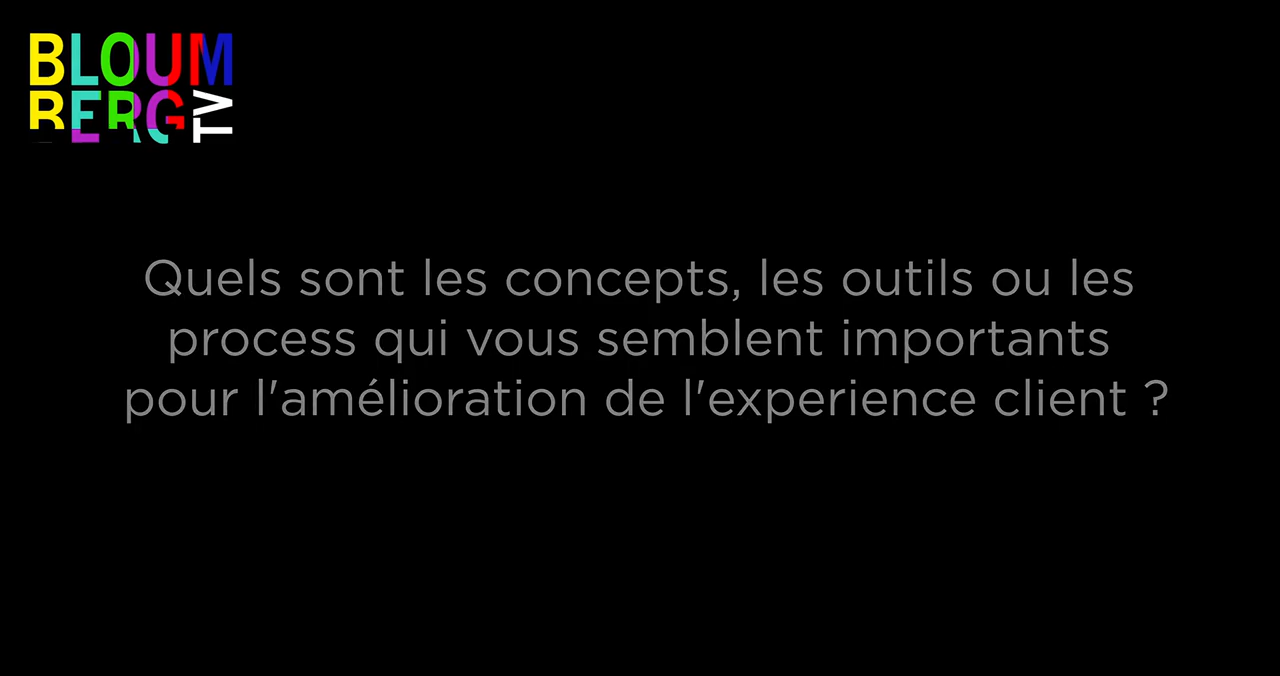 BLOUM
BERG TV
Quels sont les concepts, les outils ou les
process qui vous semblent importants
pour l'amélioration de l'experience client ?